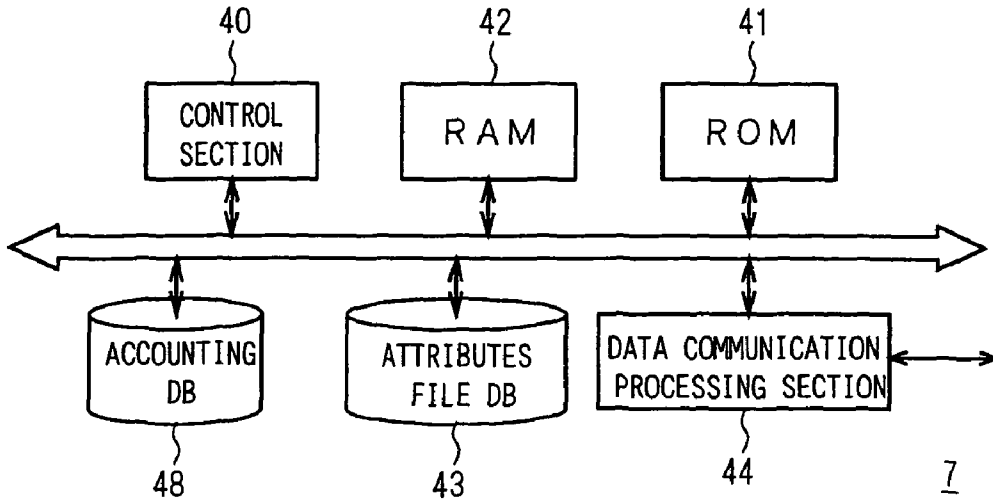 40
42
41
CONTROL
SECTION
RAM
ROM
ACCOUNTING
DB
ATTRIBUTES
FILE DB
DATA COMMUNICATION
PROCESSING SECTION
48
43
44
7